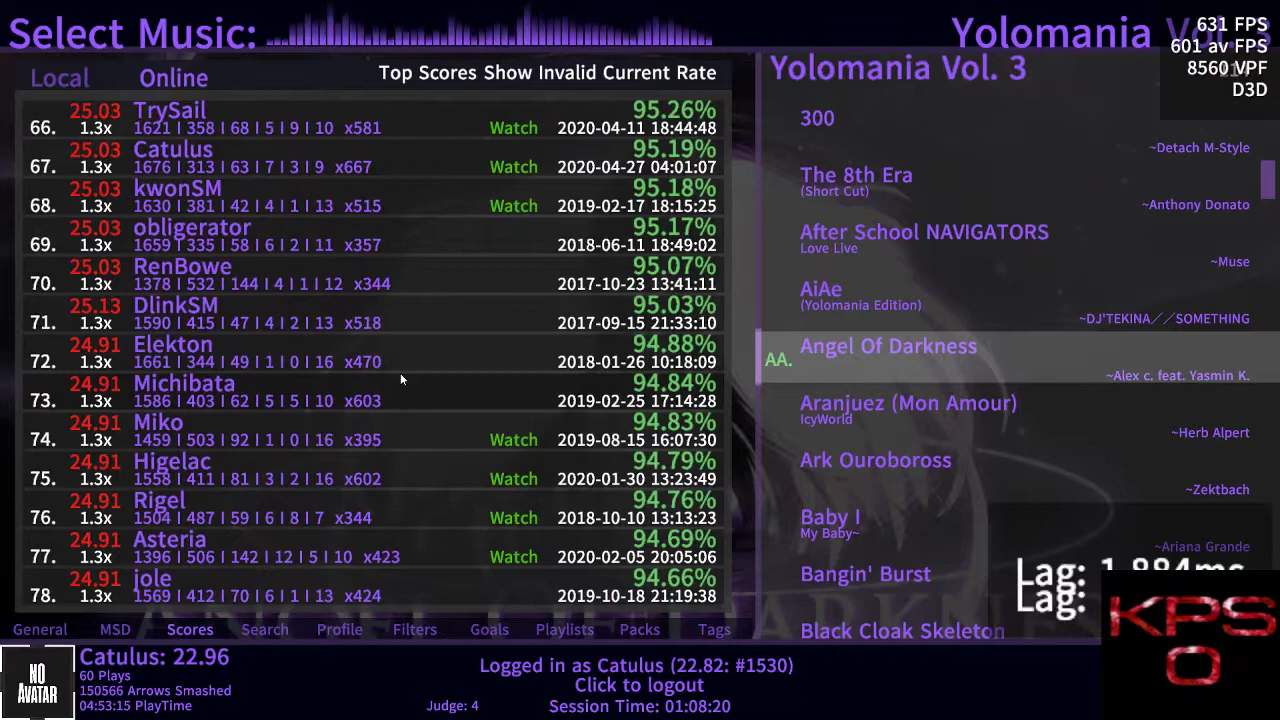 Select Music:
Yolomania Vol. 3
631 FPS
601 av FPS
8560 VPF
D3D
Local Online Top Scores Show Invalid Current Rate
66. 25.03 1.3x TrySail 95.26%
1621 | 358 | 68 | 5 | 9 | 10 x581 Watch 2020-04-11 18:44:48
67. 25.03 1.3x Catulus 95.19%
1676 | 313 | 63 | 7 | 3 | 9 x667 Watch 2020-04-27 04:01:07
68. 25.03 1.3x kwonSM 95.18%
1630 | 381 | 42 | 4 | 1 | 13 x515 Watch 2019-02-17 18:15:25
69. 25.03 1.3x obligerator 95.17%
1659 | 335 | 58 | 6 | 2 | 11 x357 2018-06-11 18:49:02
70. 25.03 1.3x RenBowe 95.07%
1378 | 532 | 144 | 4 | 1 | 12 x344 2017-10-23 13:41:11
71. 25.13 1.3x DlinkSM 95.03%
1590 | 415 | 47 | 4 | 2 | 13 x518 2017-09-15 21:33:10
72. 24.91 1.3x Elekton 94.88%
1661 | 344 | 49 | 1 | 0 | 16 x470 2018-01-26 10:18:09
73. 24.91 1.3x Michibata 94.84%
1586 | 403 | 62 | 5 | 5 | 10 x603 2019-02-25 17:14:28
74. 24.91 1.3x Miko 94.83%
1459 | 503 | 92 | 1 | 0 | 16 x395 Watch 2019-08-15 16:07:30
75. 24.91 1.3x Higelac 94.79%
1558 | 411 | 81 | 3 | 2 | 16 x602 Watch 2020-01-30 13:23:49
76. 24.91 1.3x Rigel 94.76%
1504 | 487 | 59 | 6 | 8 | 7 x344 Watch 2018-10-10 13:13:23
77. 24.91 1.3x Asteria 94.69%
1396 | 506 | 142 | 12 | 5 | 10 x423 Watch 2020-02-05 20:05:06
78. 24.91 1.3x jole 94.66%
1569 | 412 | 70 | 6 | 1 | 13 x424 2019-10-18 21:19:38
Yolomania Vol. 3
300
~Detach M-Style
The 8th Era
(Short Cut)
~Anthony Donato
After School NAVIGATORS
Love Live
~Muse
AiAe
(Yolomania Edition)
~DJ'TEKINA／／SOMETHING
AA. Angel Of Darkness
~Alex c. feat. Yasmin K.
Aranjuez (Mon Amour)
IcyWorld
~Herb Alpert
Ark Ouroboross
~Zektbach
Baby I
My Baby~
~Ariana Grande
Bangin' Burst
Black Cloak Skeleton
Lag: 1.884ms
Lag:
KPS
0
General MSD Scores Search Profile Filters Goals Playlists Packs Tags
NO
AVATAR
Catulus: 22.96
60 Plays
150566 Arrows Smashed
04:53:15 PlayTime
Judge: 4
Logged in as Catulus (22.82: #1530)
Click to logout
Session Time: 01:08:20